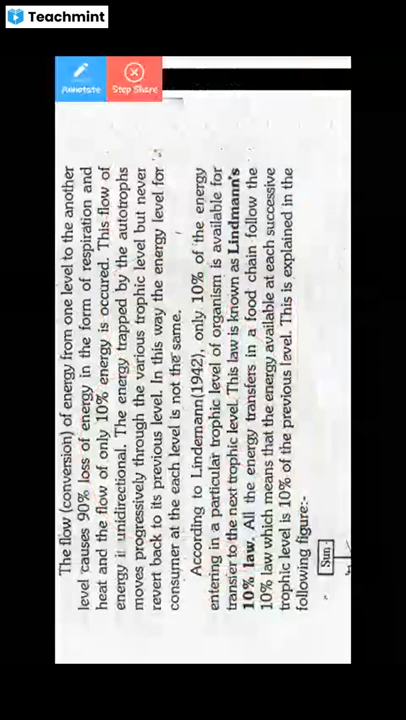 Teachmint
Annotate
Stop Share
The flow (conversion) of energy from one level to the another
level causes 90% loss of energy in the form of respiration and
heat and the flow of only 10% energy is occured. This flow of
energy is unidirectional. The energy trapped by the autotrophs
moves progressively through the various trophic level but never
revert back to its previous level. In this way the energy level for
consumer at the each level is not the same.
According to Lindemann(1942), only 10% of the energy
entering in a particular trophic level of organism is available for
transfer to the next trophic level. This law is known as Lindmann's
10% law. All the energy transfers in a food chain follow the
10% law which means that the energy available at each successive
trophic level is 10% of the previous level. This is explained in the
following figure:-
Sun